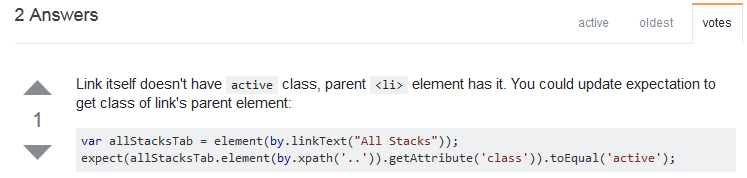 2 Answers
active oldest votes
Link itself doesn't have active class, parent <li> element has it. You could update expectation to
get class of link's parent element:
1
var allStacksTab = element(by.linkText("All Stacks"));
expect(allStacksTab.element(by.xpath('..')).getAttribute('class')).toEqual('active');